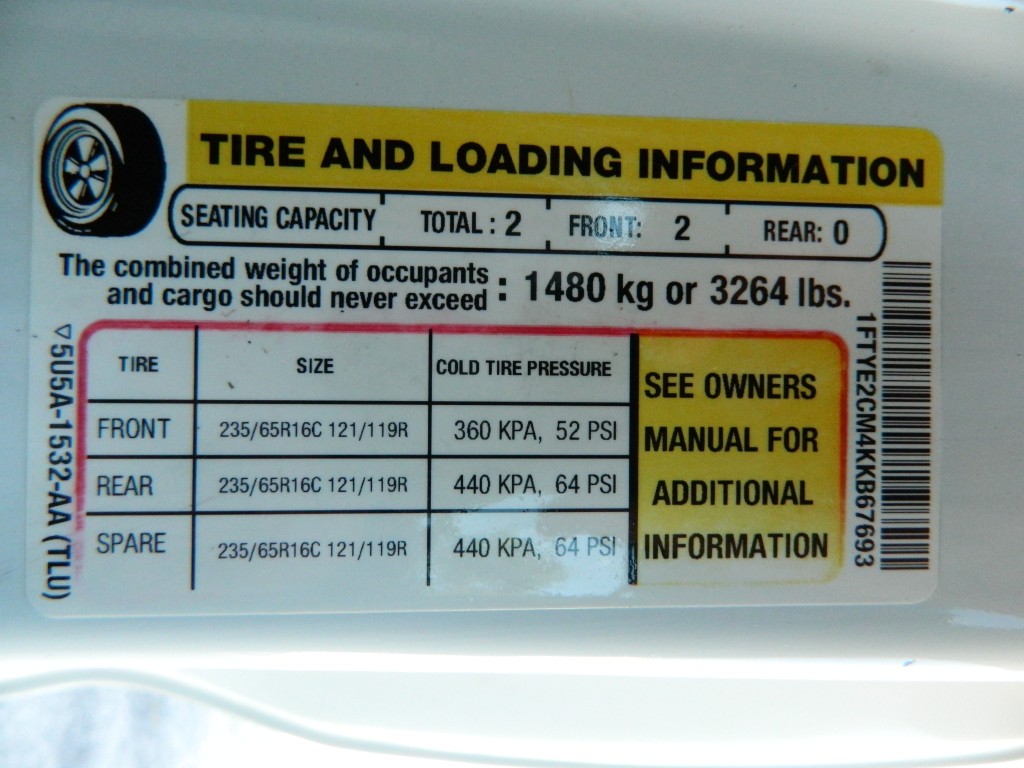 TIRE AND LOADING INFORMATION
SEATING CAPACITY TOTAL : 2 FRONT: 2 REAR: 0
The combined weight of occupants
and cargo should never exceed : 1480 kg or 3264 lbs.
TIRE SIZE COLD TIRE PRESSURE
FRONT 235/65R16C 121/119R 360 KPA, 52 PSI
REAR 235/65R16C 121/119R 440 KPA, 64 PSI
SPARE 235/65R16C 121/119R 440 KPA, 64 PSI
SEE OWNERS
MANUAL FOR
ADDITIONAL
INFORMATION
▽5U5A-1532-AA (TLU)
1FTYE2CM4KKB67693